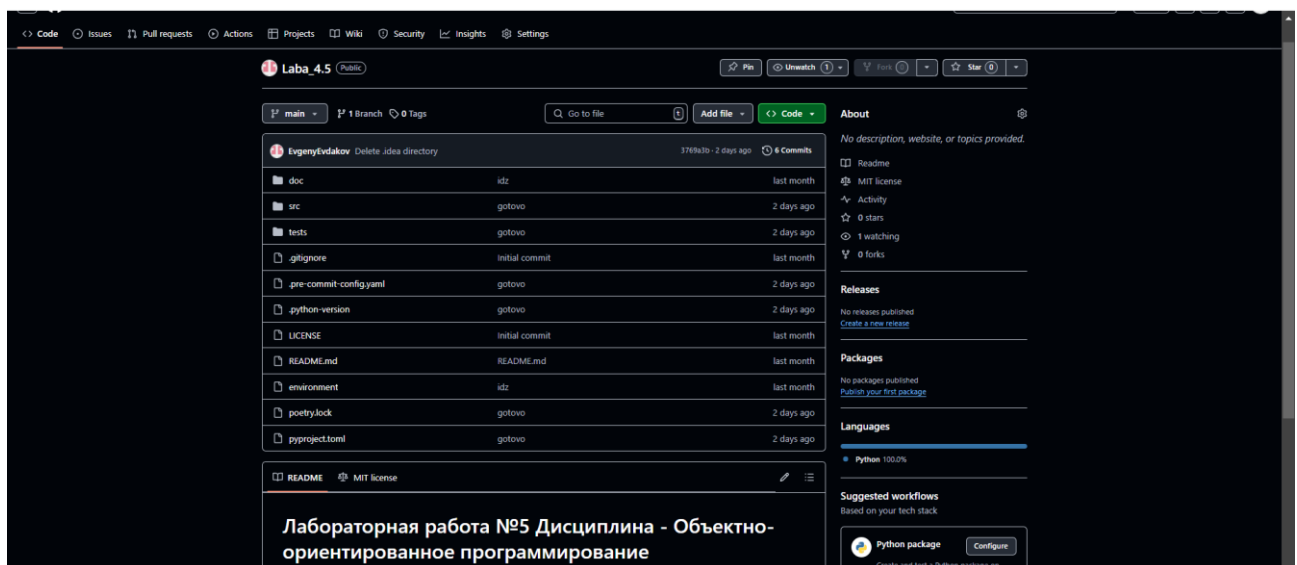 Code Issues Pull requests Actions Projects Wiki Security Insights Settings
Laba_4.5 Public Pin Unwatch 1 Fork 0 Star 0
main 1 Branch 0 Tags Go to file t Add file Code
EvgenyEvdakov Delete .idea directory 3769a3b · 2 days ago 6 Commits
doc idz last month
src gotovo 2 days ago
tests gotovo 2 days ago
.gitignore Initial commit last month
.pre-commit-config.yaml gotovo 2 days ago
.python-version gotovo 2 days ago
LICENSE Initial commit last month
README.md README.md last month
environment idz last month
poetry.lock gotovo 2 days ago
pyproject.toml gotovo 2 days ago
README MIT license
Лабораторная работа №5 Дисциплина - Объектно-
ориентированное программирование
About
No description, website, or topics provided.
Readme
MIT license
Activity
0 stars
1 watching
0 forks
Releases
No releases published
Create a new release
Packages
No packages published
Publish your first package
Languages
Python 100.0%
Suggested workflows
Based on your tech stack
Python package Configure